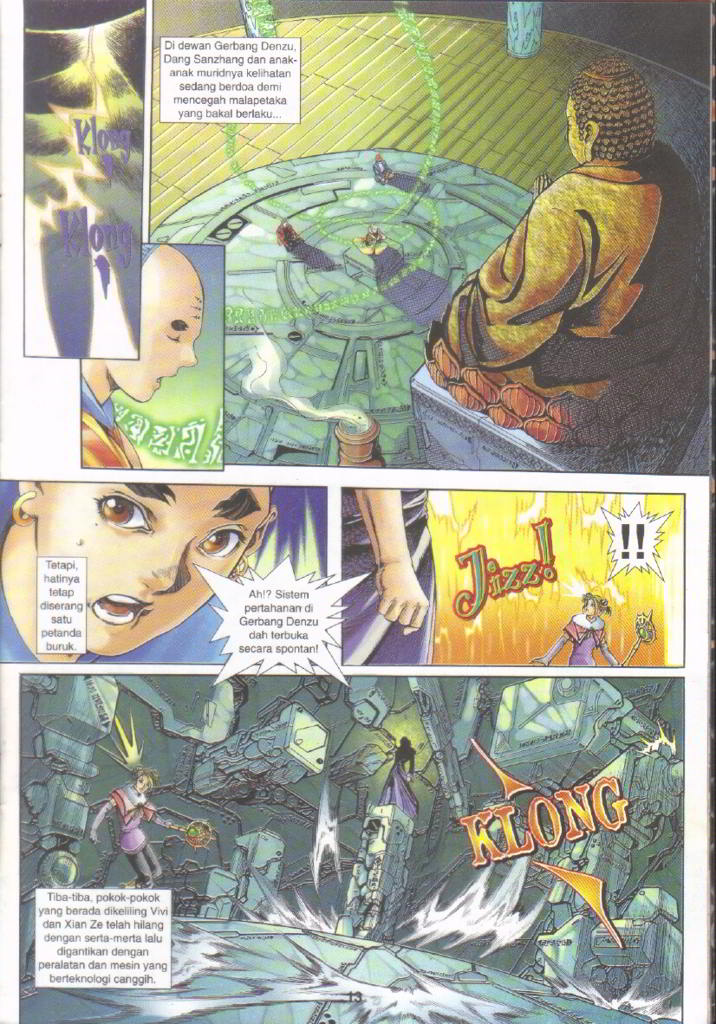 Klong
Klong
Di dewan Gerbang Denzu,
Dang Sanzhang dan anak-
anak muridnya kelihatan
sedang berdoa demi
mencegah malapetaka
yang bakal berlaku...
Tetapi,
hatinya
tetap
diserang
satu
petanda
buruk.
Ah!? Sistem
pertahanan di
Gerbang Denzu
dah terbuka
secara spontan!
Jizz!
!!
KLONG
Tiba-tiba, pokok-pokok
yang berada dikeliling Vivi
dan Xian Ze telah hilang
dengan serta-merta lalu
digantikan dengan
peralatan dan mesin yang
berteknologi canggih.
13